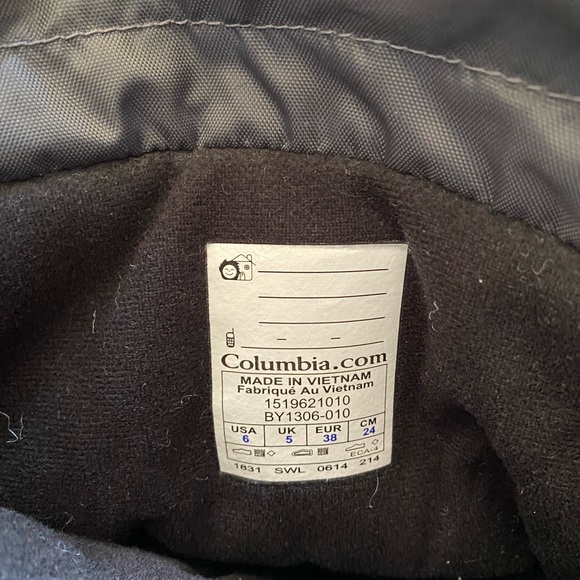 Columbia.com
MADE IN VIETNAM
Fabriqué Au Vietnam
1519621010
BY1306-010
USA UK EUR CM
6 5 38 24
ECA-4
1831 SWL 0614 214